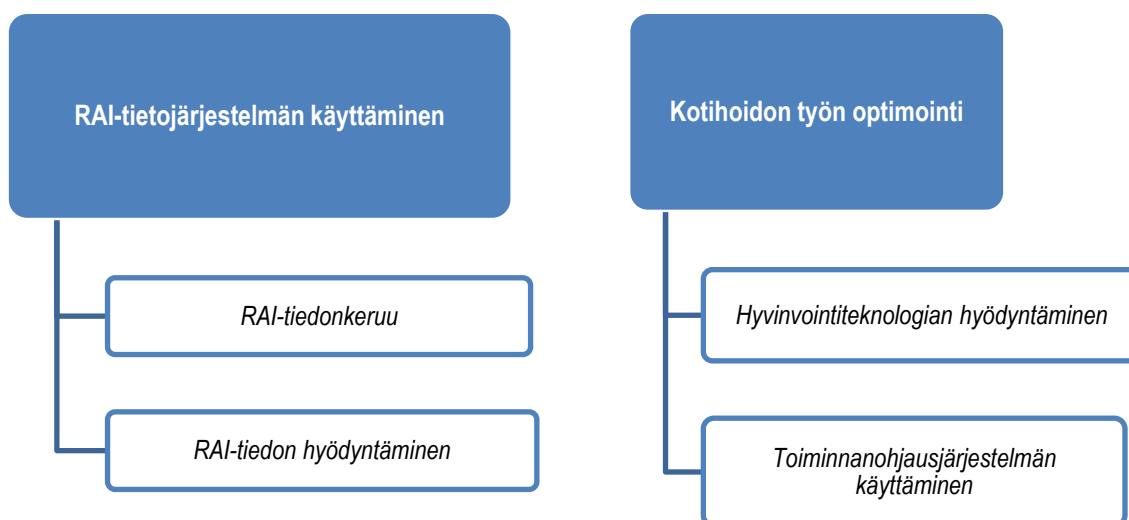 RAI-tietojärjestelmän käyttäminen
RAI-tiedonkeruu
RAI-tiedon hyödyntäminen
Kotihoidon työn optimointi
Hyvinvointiteknologian hyödyntäminen
Toiminnanohjausjärjestelmän
käyttäminen